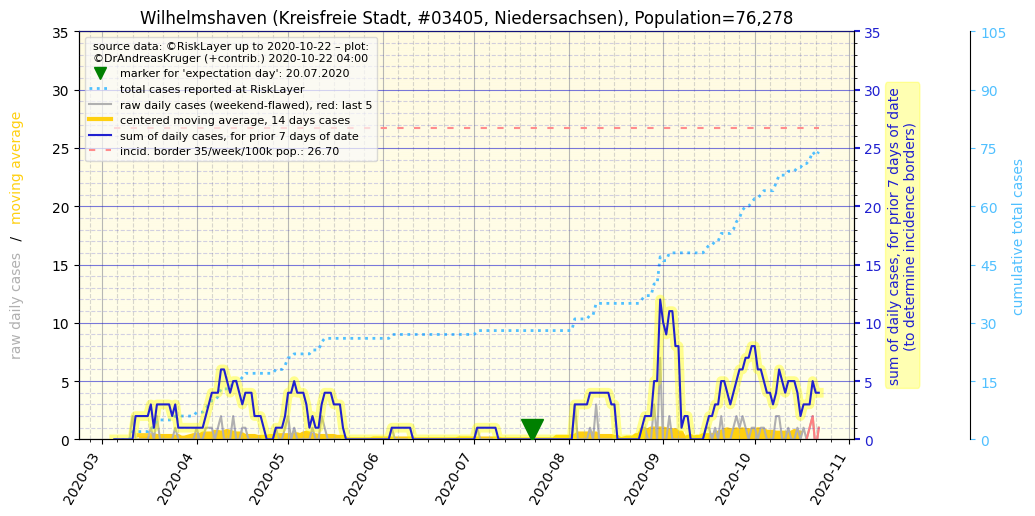 Wilhelmshaven (Kreisfreie Stadt, #03405, Niedersachsen), Population=76,278
source data: ©RiskLayer up to 2020-10-22 – plot:
©DrAndreasKruger (+contrib.) 2020-10-22 04:00
marker for 'expectation day': 20.07.2020
total cases reported at RiskLayer
raw daily cases (weekend-flawed), red: last 5
centered moving average, 14 days cases
sum of daily cases, for prior 7 days of date
incid. border 35/week/100k pop.: 26.70
raw daily cases / moving average
35
30
25
20
15
10
5
0
2020-03
2020-04
2020-05
2020-06
2020-07
2020-08
2020-09
2020-10
2020-11
35
30
25
20
15
10
5
0
sum of daily cases, for prior 7 days of date
(to determine incidence borders)
105
90
75
60
45
30
15
0
cumulative total cases